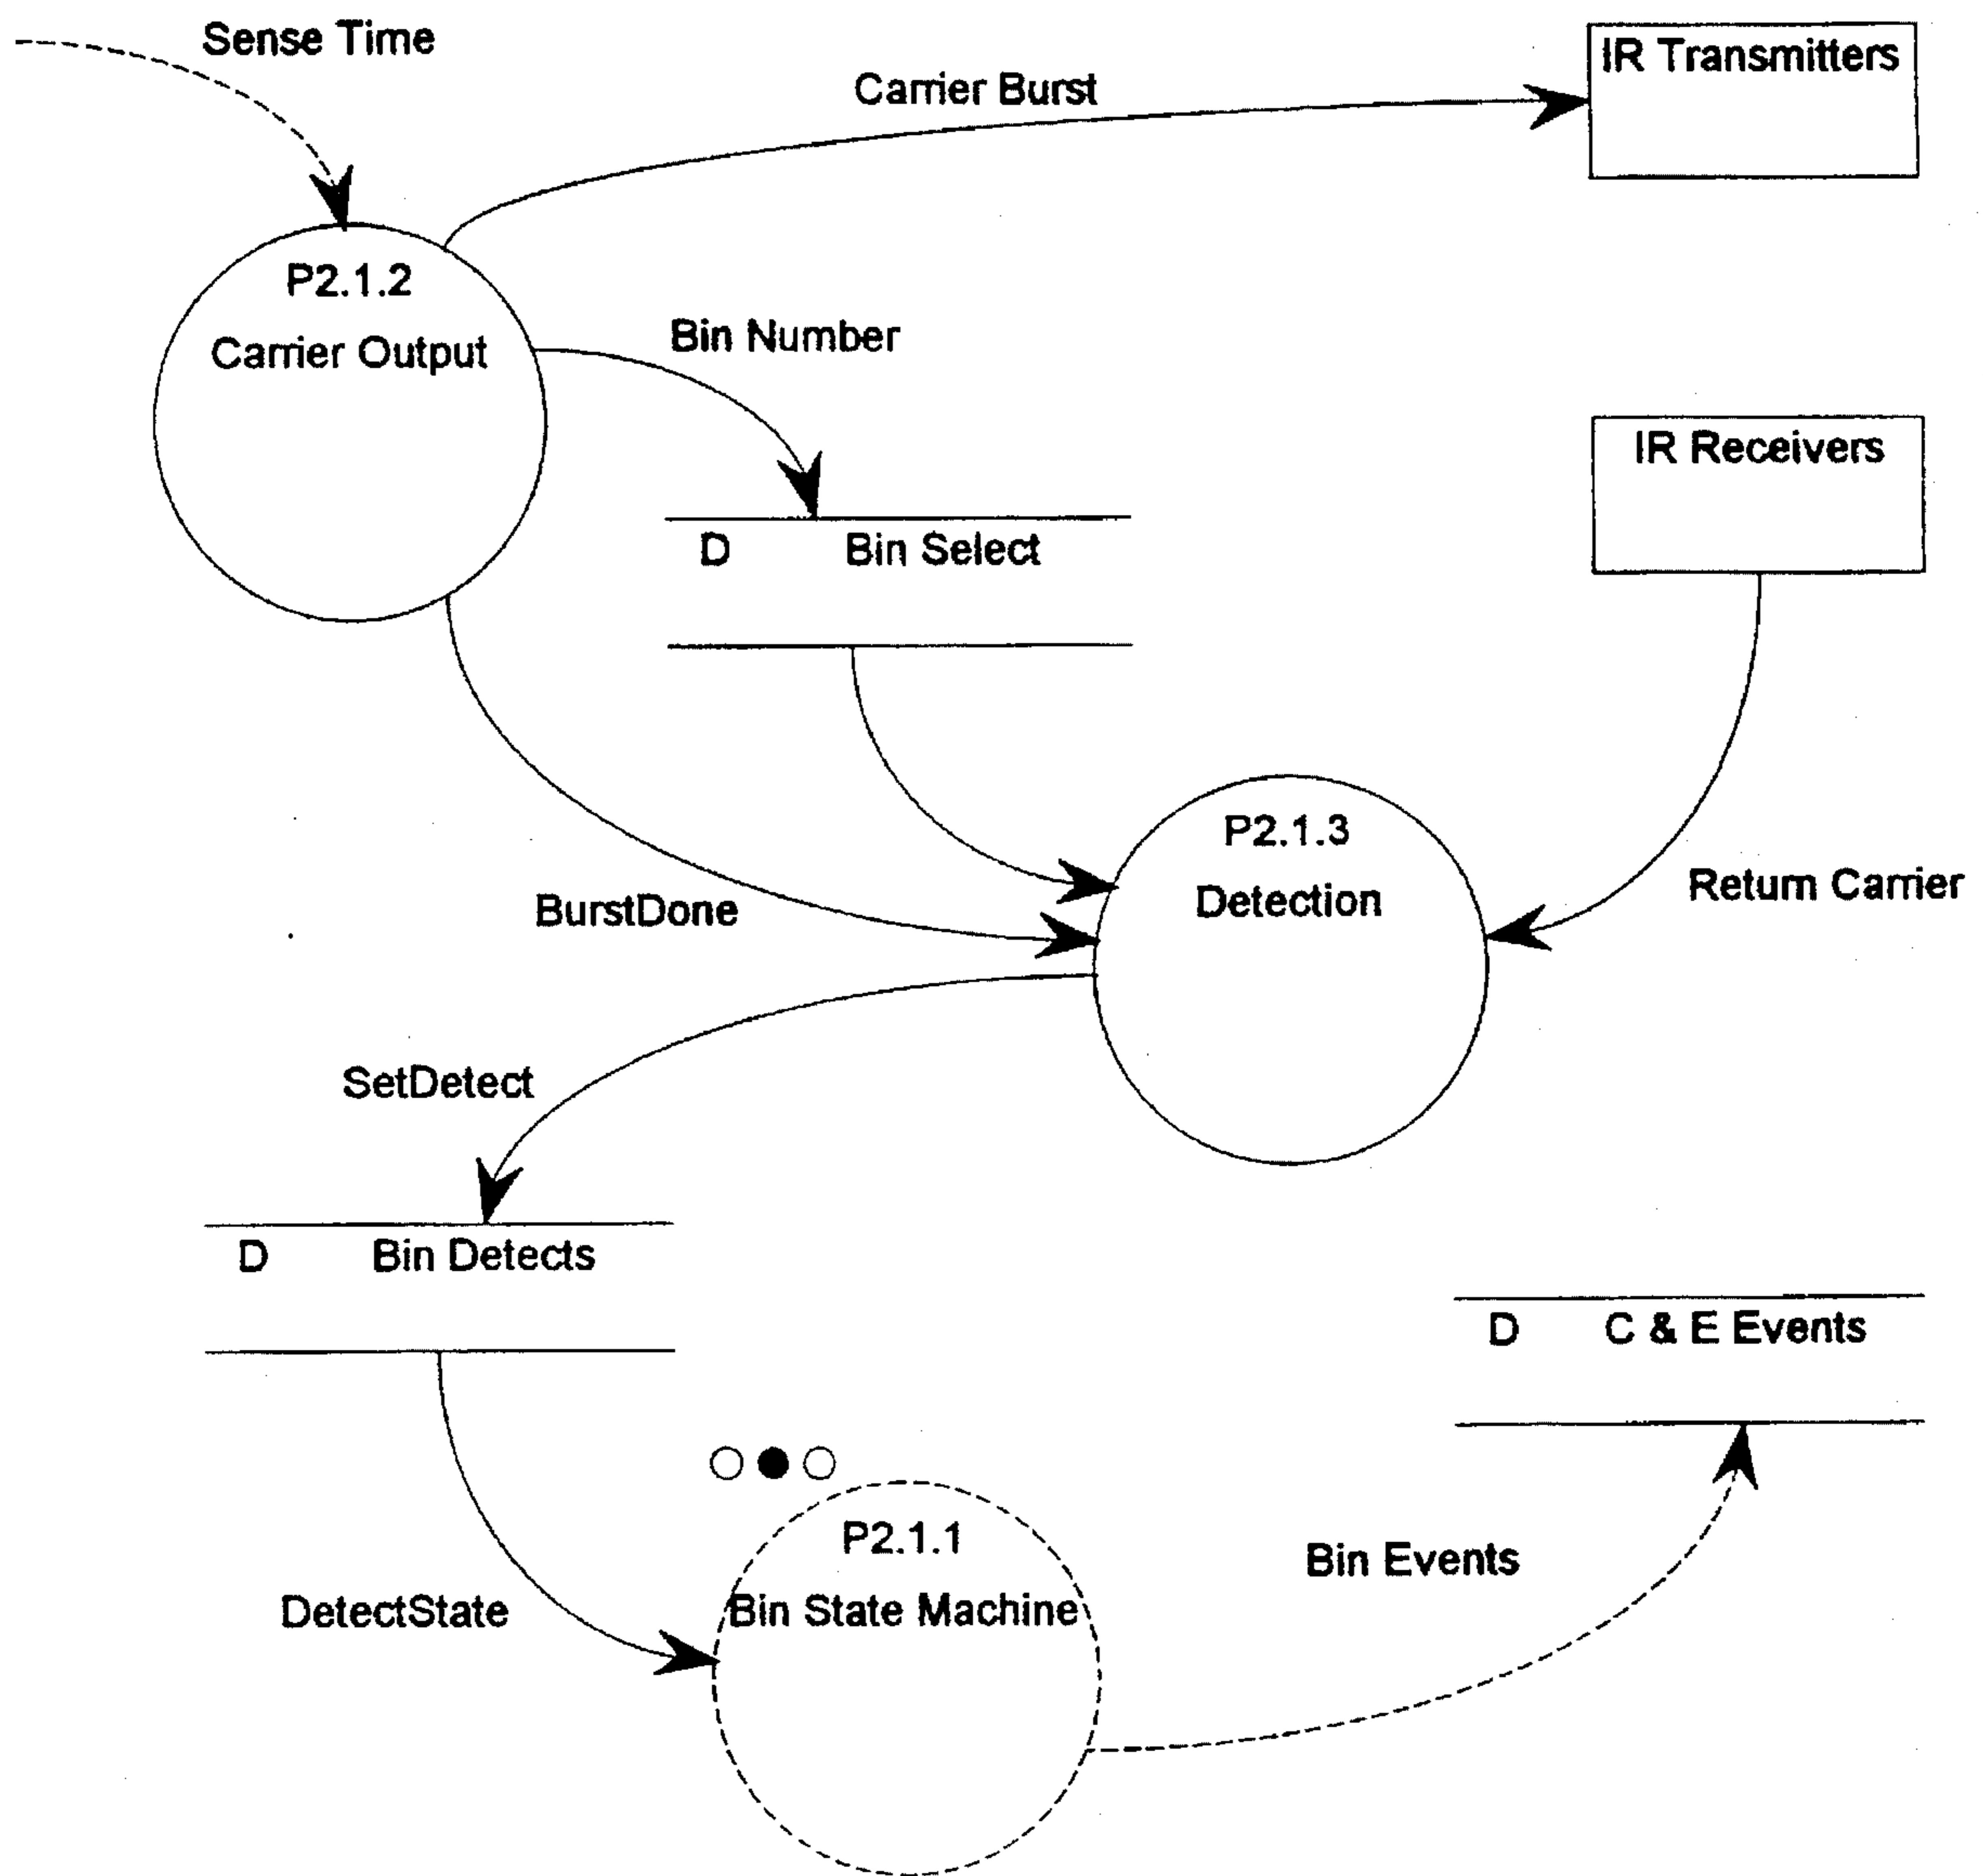 Sense Time
IR Transmitters
Carrier Burst
P2.1.2
Carrier Output
Bin Number
IR Receivers
D Bin Select
P2.1.3
Detection
Return Carrier
BurstDone
SetDetect
D Bin Detects
D C & E Events
P2.1.1
Bin State Machine
Bin Events
DetectState